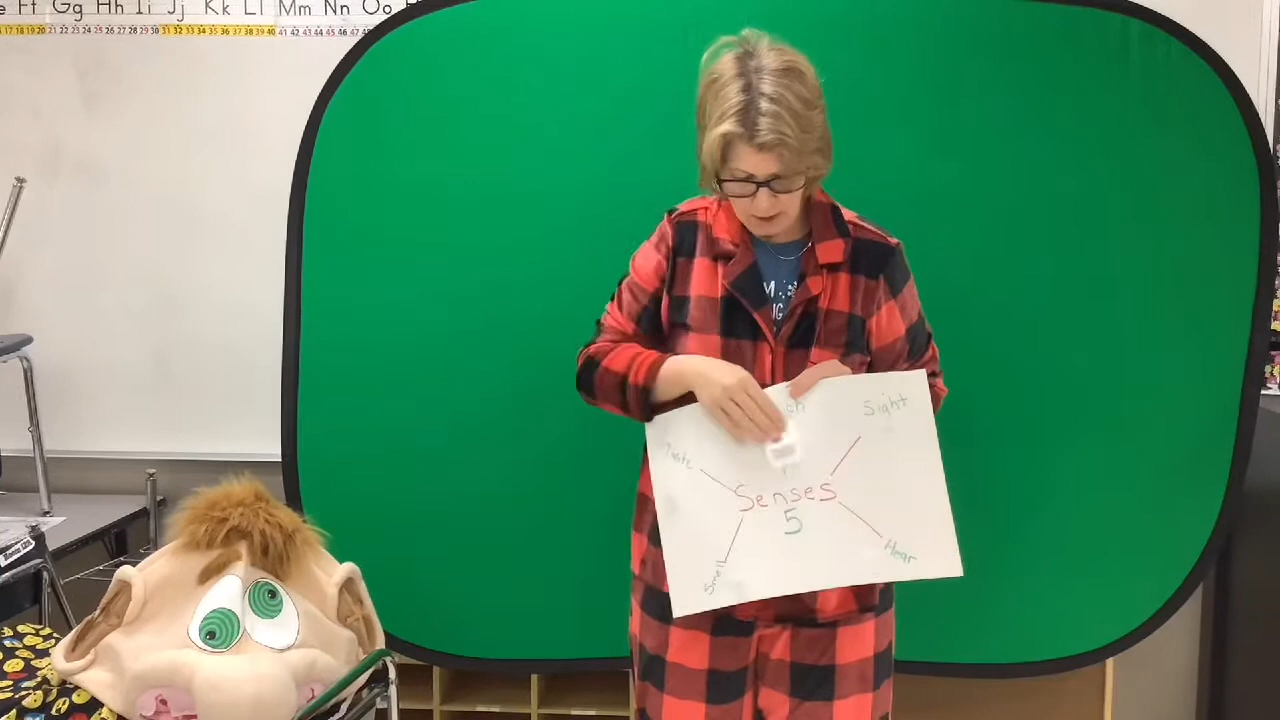 Ff Gg Hh Ii Jj Kk Ll Mm Nn Oo
17 18 19 20 21 22 23 24 25 26 27 28 29 30 31 32 33 34 35 36 37 38 39 40 41 42 43 44 45 46 47
Sight
Taste
Senses
5
Hear
Smell